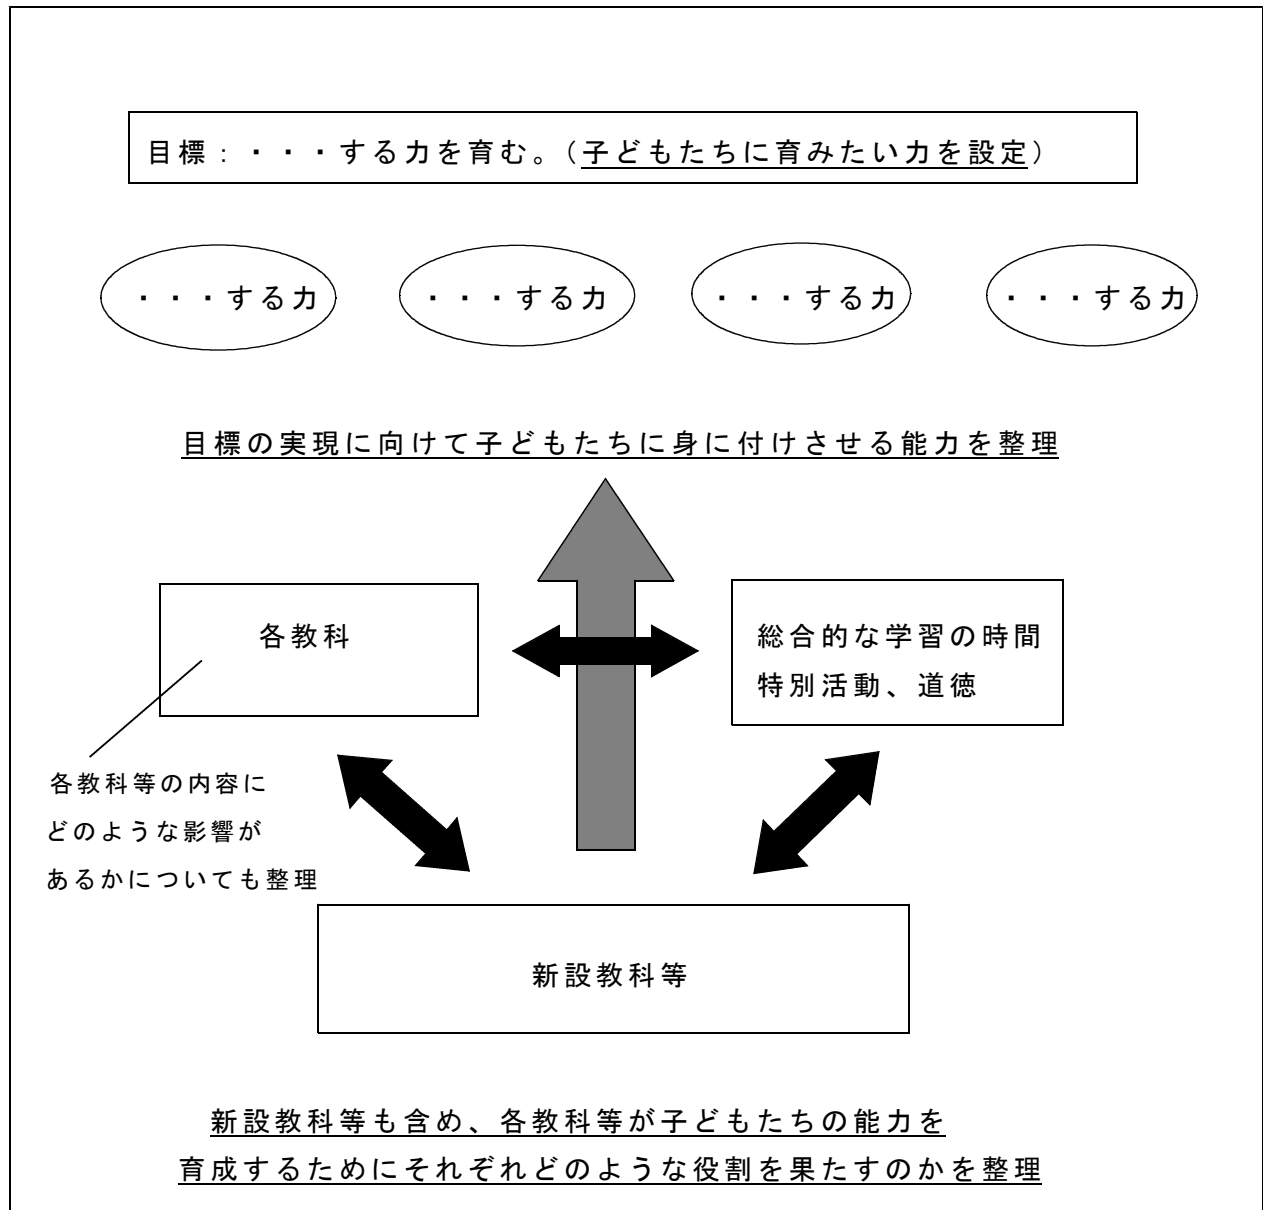 目標：・・・する力を育む。（子どもたちに育みたい力を設定）
・・・する力
・・・する力
・・・する力
・・・する力
目標の実現に向けて子どもたちに身に付けさせる能力を整理
各教科
総合的な学習の時間
特別活動、道徳
各教科等の内容に
どのような影響が
あるかについても整理
新設教科等
新設教科等も含め、各教科等が子どもたちの能力を
育成するためにそれぞれどのような役割を果たすのかを整理